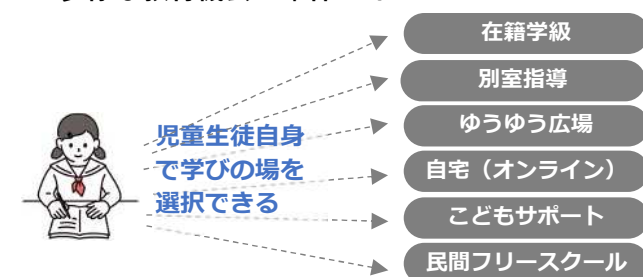 在籍学級
別室指導
ゆうゆう広場
自宅（オンライン）
こどもサポート
民間フリースクール
児童生徒自身
で学びの場を
選択できる